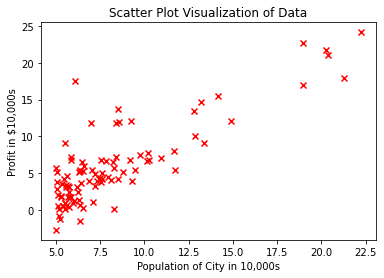 Scatter Plot Visualization of Data
25
20
15
10
5
0
Profit in $10,000s
5.0 7.5 10.0 12.5 15.0 17.5 20.0 22.5
Population of City in 10,000s